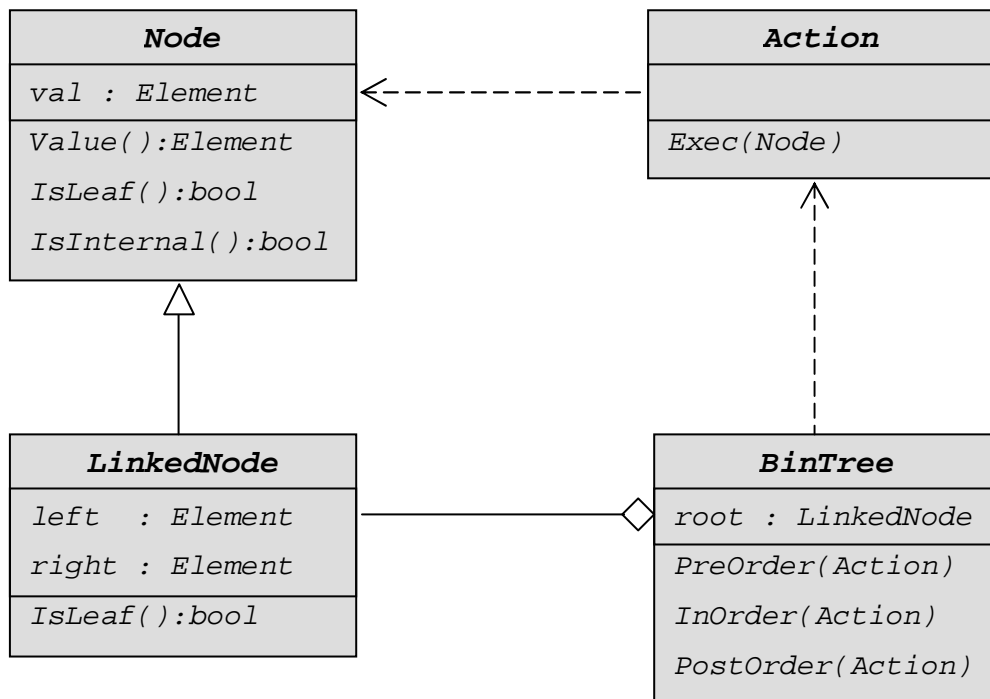 Node
val : Element
Value():Element
IsLeaf():bool
IsInternal():bool
Action
Exec(Node)
LinkedNode
left : Element
right : Element
IsLeaf():bool
BinTree
root : LinkedNode
PreOrder(Action)
InOrder(Action)
PostOrder(Action)